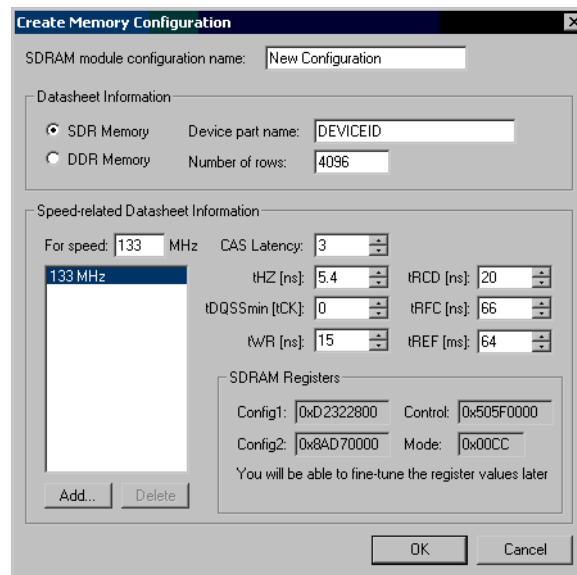 Create Memory Configuration
SDRAM module configuration name: New Configuration
Datasheet Information
SDR Memory Device part name: DEVICEID
DDR Memory Number of rows: 4096
Speed-related Datasheet Information
For speed: 133 MHz CAS Latency: 3
133 MHz
tHZ [ns]: 5.4 tRCD [ns]: 20
tDQSSmin [tCK]: 0 tRFC [ns]: 66
tWR [ns]: 15 tREF [ms]: 64
SDRAM Registers
Config1: 0xD2322800 Control: 0x505F0000
Config2: 0x8AD70000 Mode: 0x00CC
You will be able to fine-tune the register values later
Add... Delete
OK Cancel